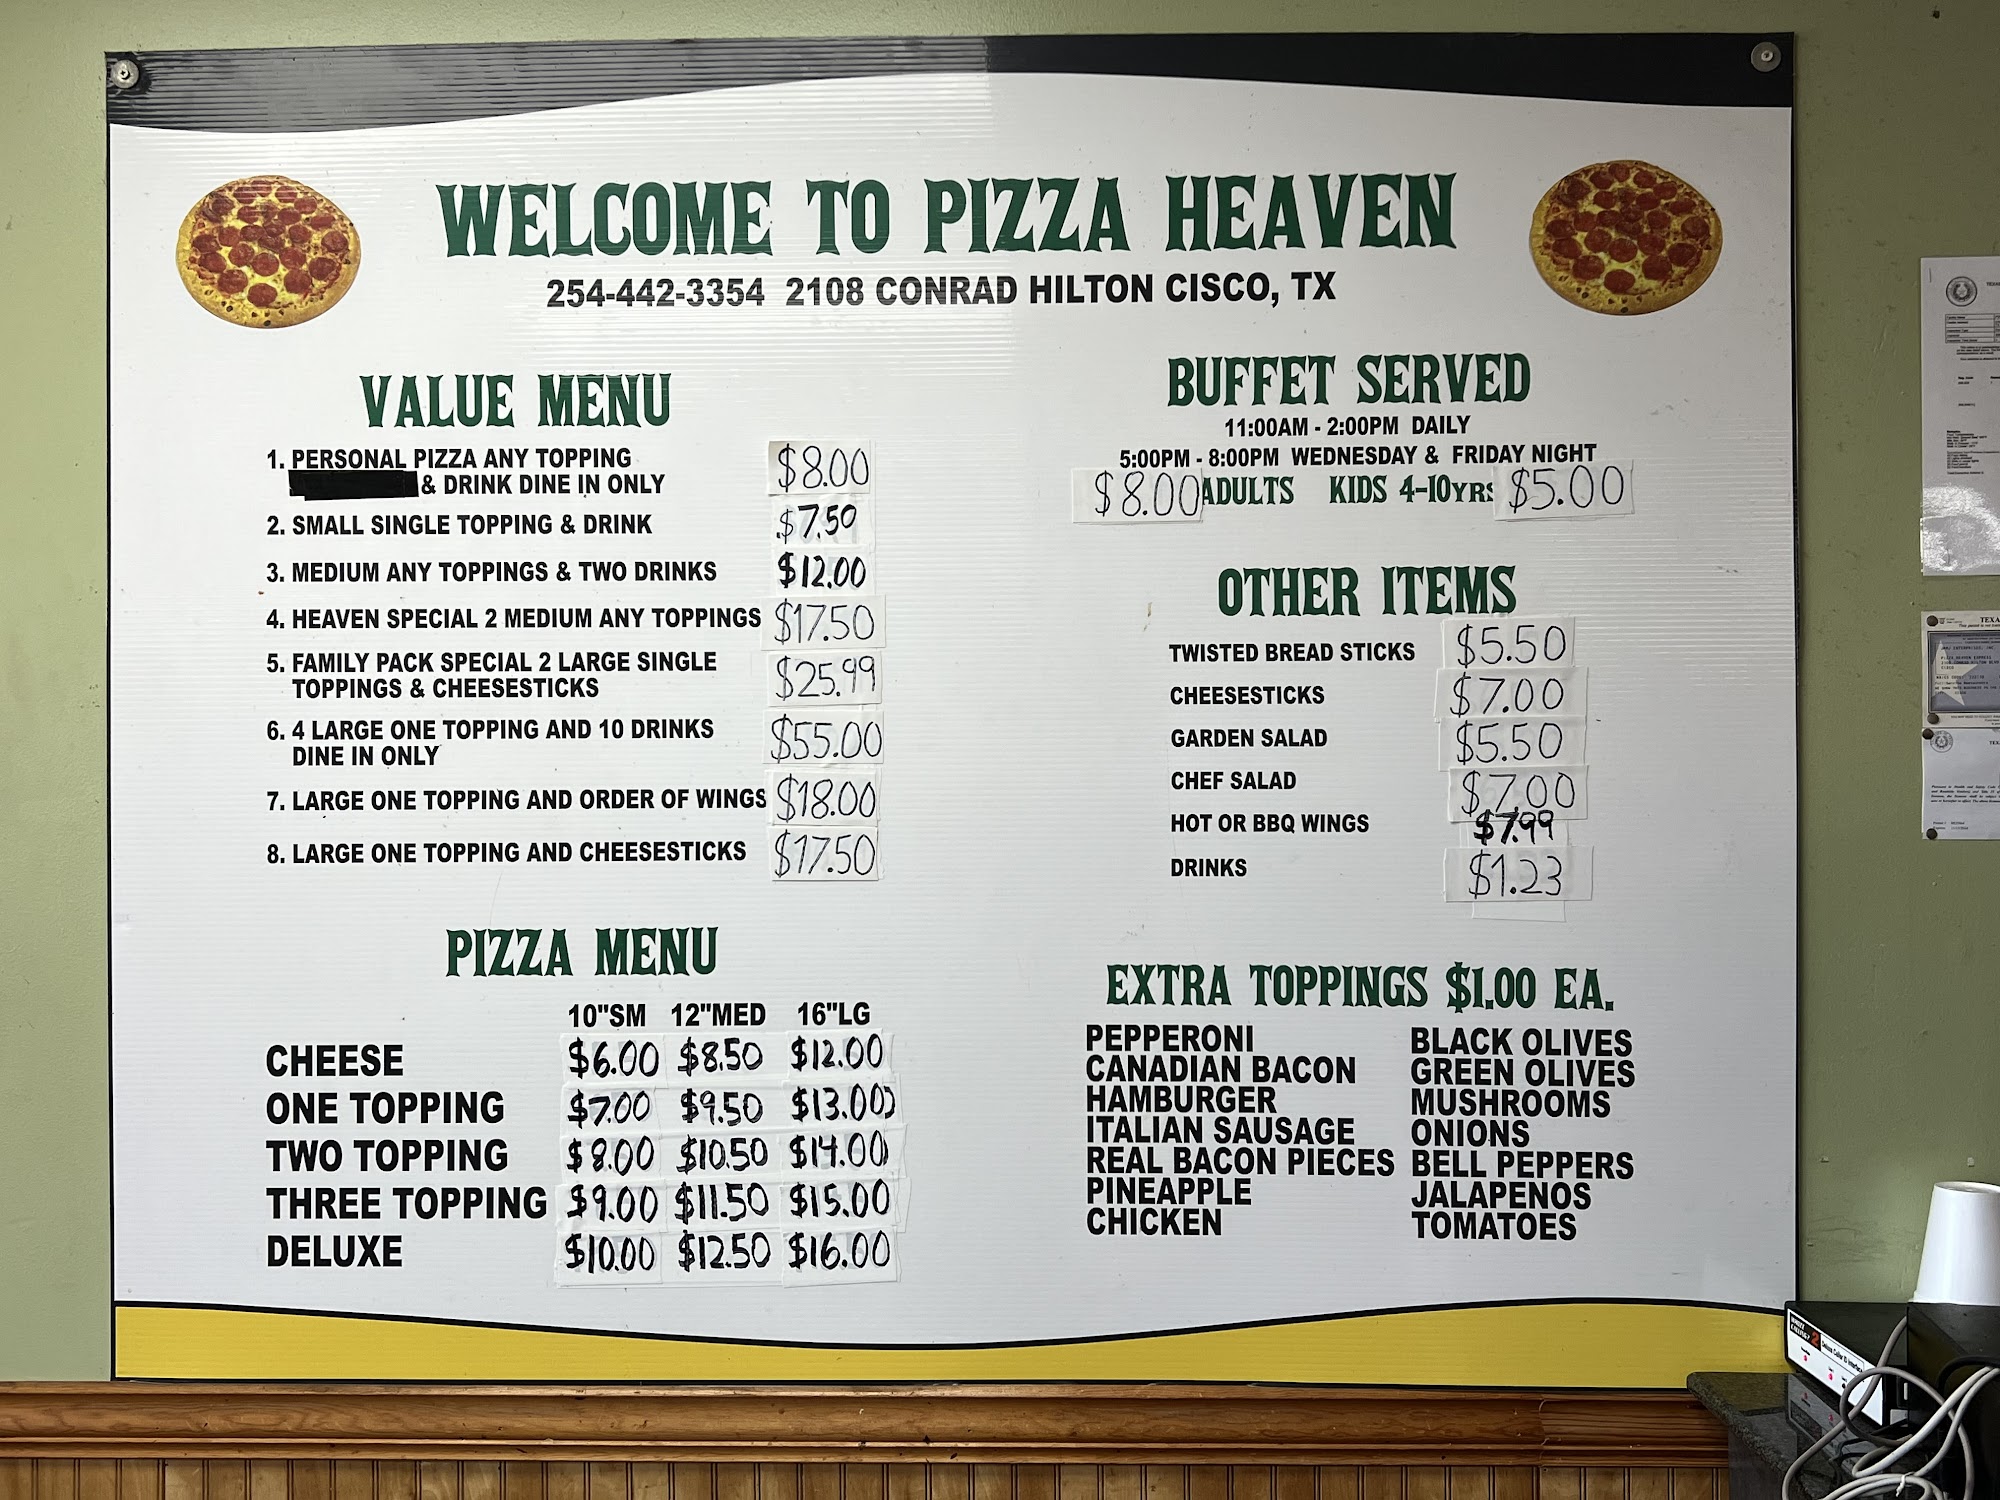 WELCOME TO PIZZA HEAVEN
254-442-3354 2108 CONRAD HILTON CISCO, TX
VALUE MENU
1. PERSONAL PIZZA ANY TOPPING $8.00
& DRINK DINE IN ONLY
2. SMALL SINGLE TOPPING & DRINK $7.50
3. MEDIUM ANY TOPPINGS & TWO DRINKS $12.00
4. HEAVEN SPECIAL 2 MEDIUM ANY TOPPINGS $17.50
5. FAMILY PACK SPECIAL 2 LARGE SINGLE $25.99
TOPPINGS & CHEESESTICKS
6. 4 LARGE ONE TOPPING AND 10 DRINKS $55.00
DINE IN ONLY
7. LARGE ONE TOPPING AND ORDER OF WINGS $18.00
8. LARGE ONE TOPPING AND CHEESESTICKS $17.50
PIZZA MENU
10"SM 12"MED 16"LG
CHEESE $6.00 $8.50 $12.00
ONE TOPPING $7.00 $9.50 $13.00
TWO TOPPING $8.00 $10.50 $14.00
THREE TOPPING $9.00 $11.50 $15.00
DELUXE $10.00 $12.50 $16.00
BUFFET SERVED
11:00AM - 2:00PM DAILY
5:00PM - 8:00PM WEDNESDAY & FRIDAY NIGHT
$8.00 ADULTS KIDS 4-10YRS $5.00
OTHER ITEMS
TWISTED BREAD STICKS $5.50
CHEESESTICKS $7.00
GARDEN SALAD $5.50
CHEF SALAD $7.00
HOT OR BBQ WINGS $7.99
DRINKS $1.23
EXTRA TOPPINGS $1.00 EA.
PEPPERONI BLACK OLIVES
CANADIAN BACON GREEN OLIVES
HAMBURGER MUSHROOMS
ITALIAN SAUSAGE ONIONS
REAL BACON PIECES BELL PEPPERS
PINEAPPLE JALAPENOS
CHICKEN TOMATOES